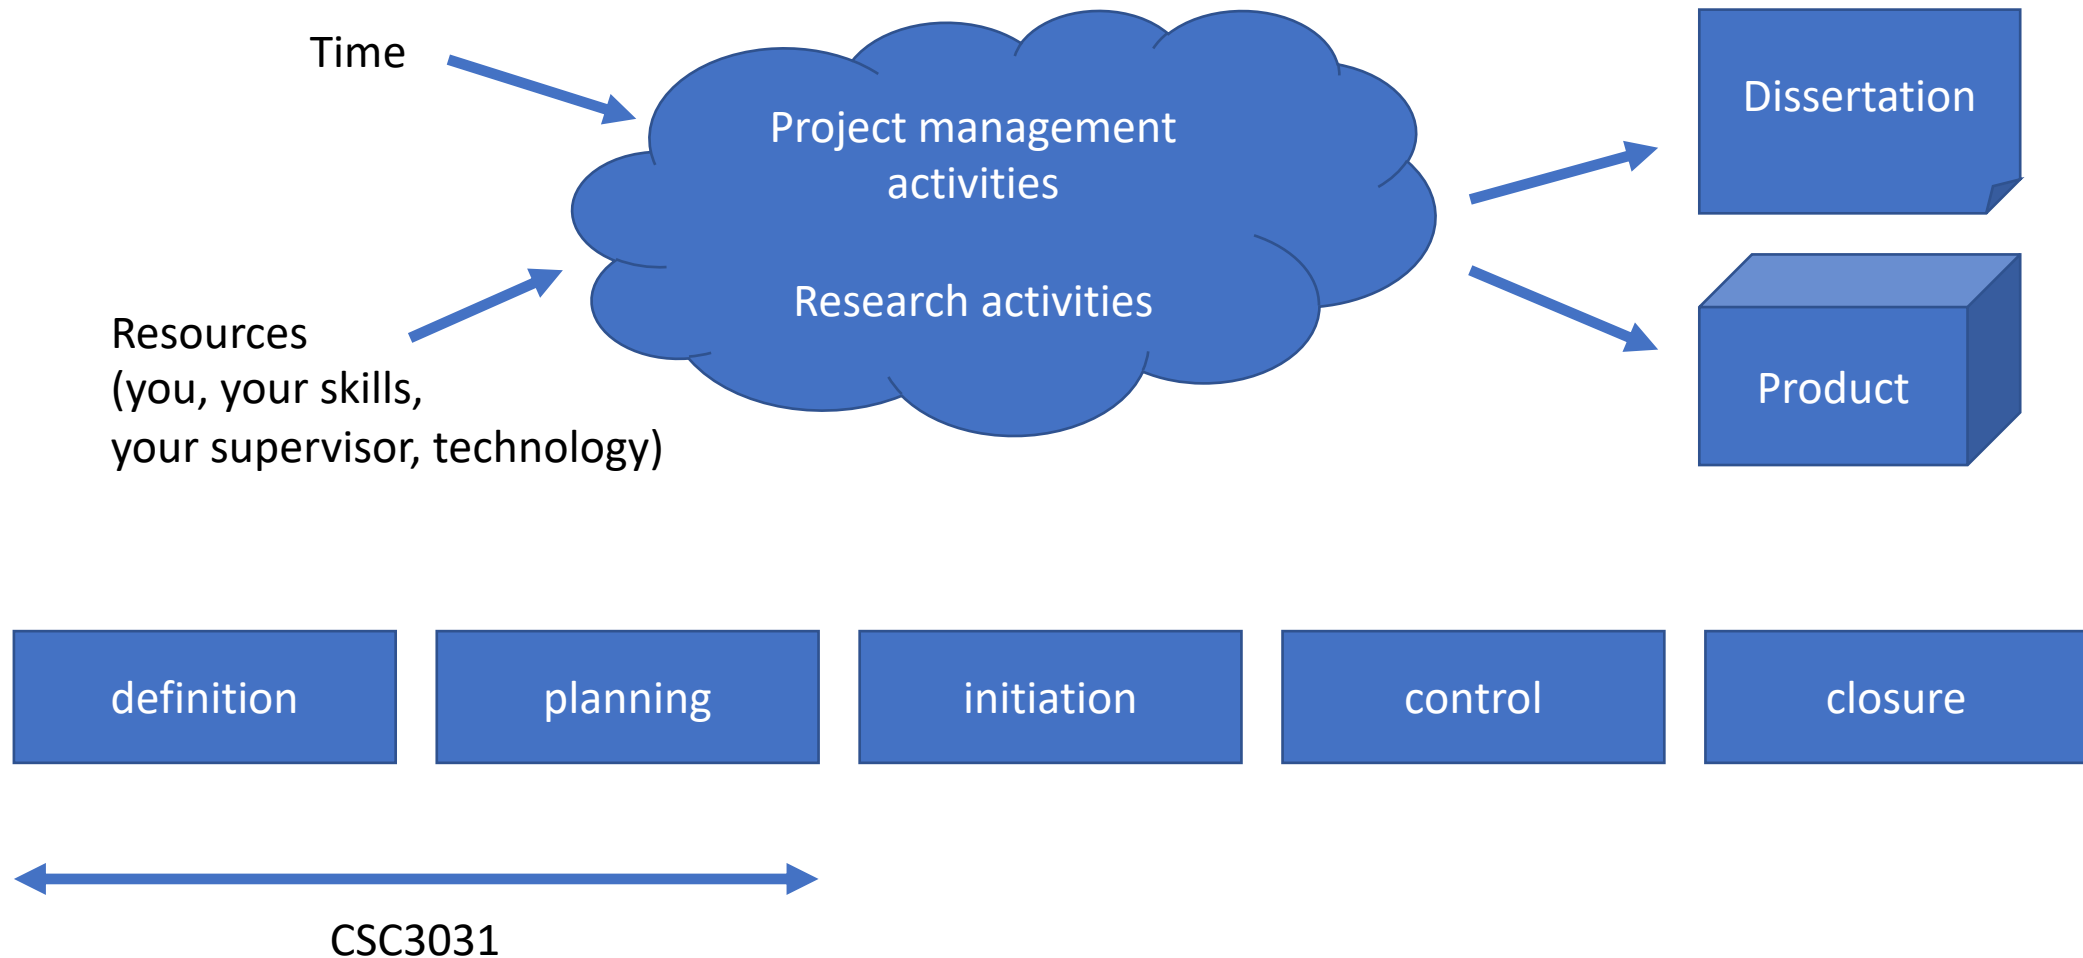 Time
Project management
activities
Research activities
Dissertation
Resources
(you, your skills,
your supervisor, technology)
Product
definition
planning
initiation
control
closure
CSC3031